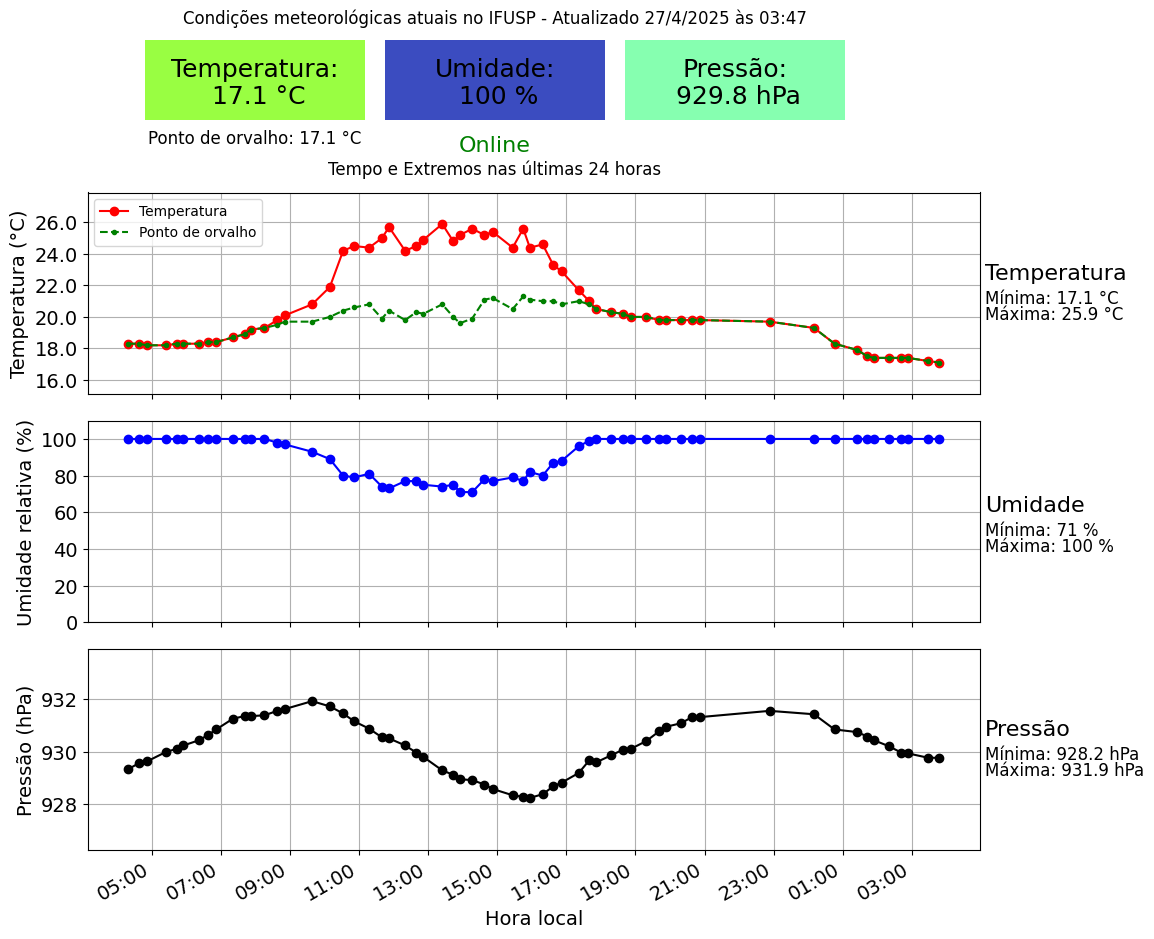 Condições meteorológicas atuais no IFUSP - Atualizado 27/4/2025 às 03:47
Temperatura:
17.1 °C
Umidade:
100 %
Pressão:
929.8 hPa
Ponto de orvalho: 17.1 °C
Online
Tempo e Extremos nas últimas 24 horas
Temperatura (°C)
26.0
24.0
22.0
20.0
18.0
16.0
Temperatura
Ponto de orvalho
Temperatura
Mínima: 17.1 °C
Máxima: 25.9 °C
Umidade relativa (%)
100
80
60
40
20
0
Umidade
Mínima: 71 %
Máxima: 100 %
Pressão (hPa)
932
930
928
Pressão
Mínima: 928.2 hPa
Máxima: 931.9 hPa
05:00 07:00 09:00 11:00 13:00 15:00 17:00 19:00 21:00 23:00 01:00 03:00
Hora local